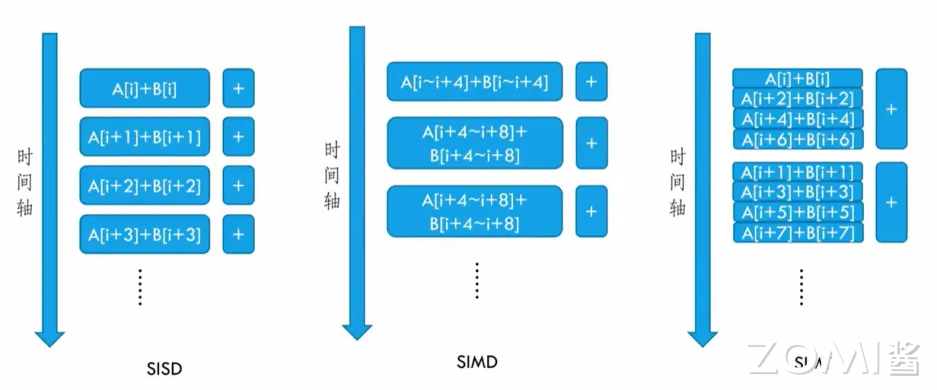 时间轴
A[i]+B[i]
+
A[i+1]+B[i+1]
+
A[i+2]+B[i+2]
+
A[i+3]+B[i+3]
+
SISD
时间轴
A[i~i+4]+B[i~i+4]
+
A[i+4~i+8]+
B[i+4~i+8]
+
A[i+4~i+8]+
B[i+4~i+8]
+
SIMD
时间轴
A[i]+B[i]
A[i+2]+B[i+2]
A[i+4]+B[i+4]
A[i+6]+B[i+6]
+
A[i+1]+B[i+1]
A[i+3]+B[i+3]
A[i+5]+B[i+5]
A[i+7]+B[i+7]
+
ZOMI酱